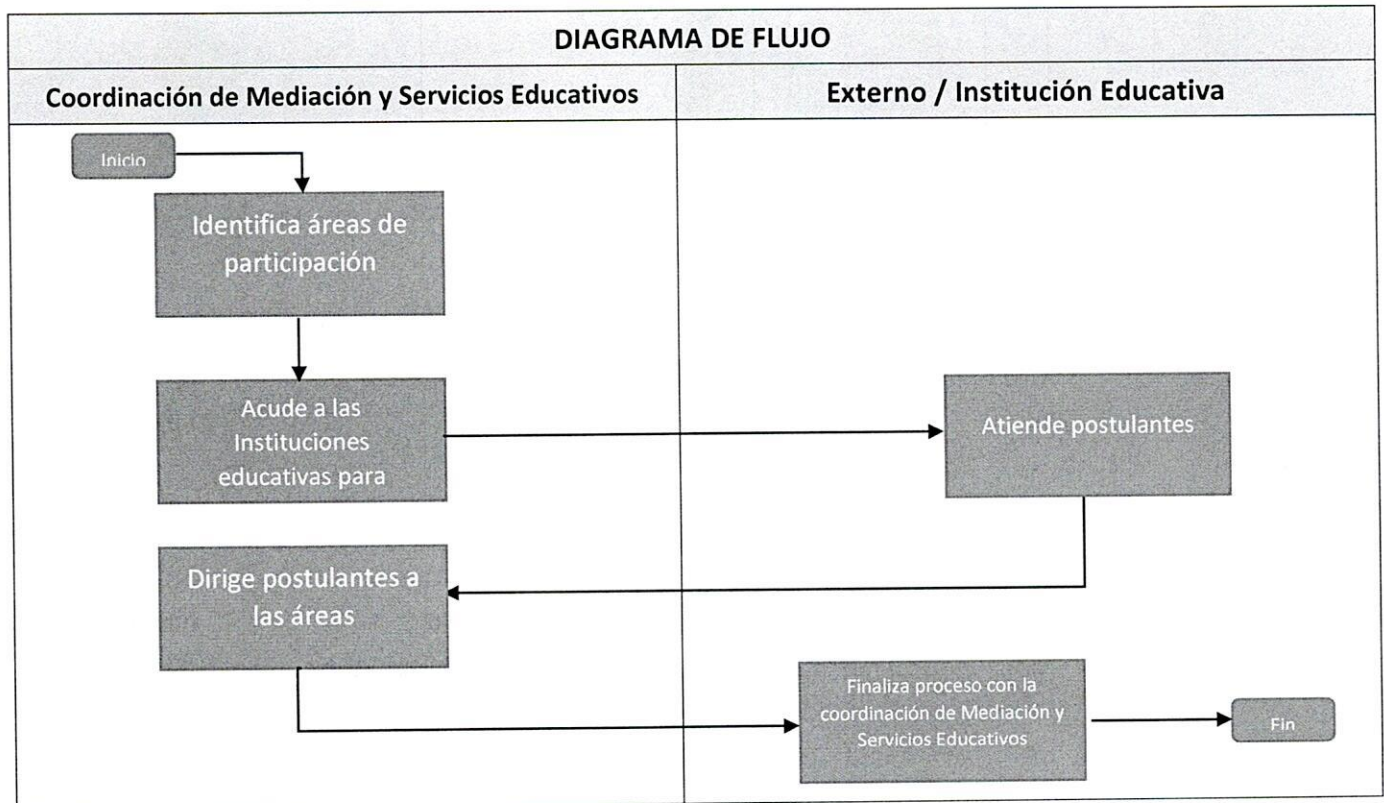 DIAGRAMA DE FLUJO
Coordinación de Mediación y Servicios Educativos
Externo / Institución Educativa
Inicio
Identifica áreas de
participación
Acude a las
Instituciones
educativas para
Atiende postulantes
Dirige postulantes a
las áreas
Finaliza proceso con la
coordinación de Mediación y
Servicios Educativos
Fin